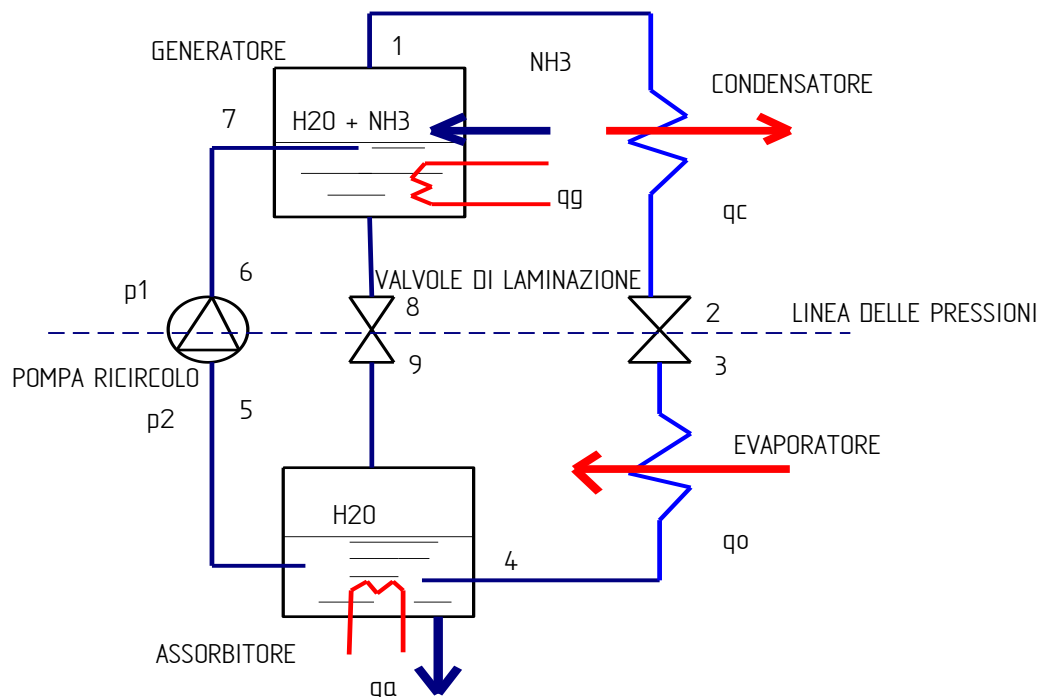 1
GENERATORE
NH3
CONDENSATORE
7
H2O + NH3
qg
qc
6
VALVOLE DI LAMINAZIONE
p1
8
2
LINEA DELLE PRESSIONI
9
3
POMPA RICIRCOLO
p2
5
EVAPORATORE
H2O
qo
4
ASSORBITORE
qa